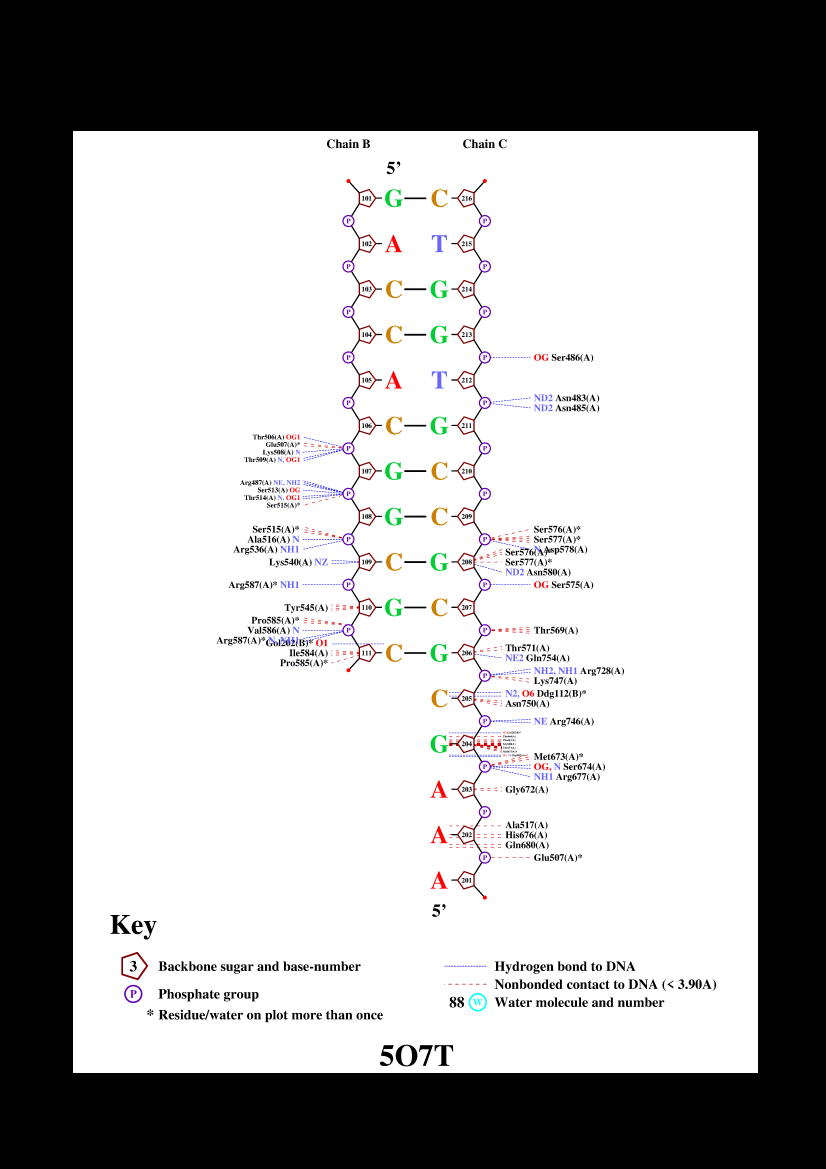 Chain B Chain C
5’
101 G C 216
P P
102 A T 215
P P
103 C G 214
P P
104 C G 213
P P OG Ser486(A)
105 A T 212
P P ND2 Asn483(A)
ND2 Asn485(A)
106 C G 211
Thr506(A) OG1
Glu507(A)*
P P
Lys508(A) N
Thr509(A) N, OG1
107 G C 210
Arg487(A) NE, NH2
Ser513(A) OG
P P
Thr514(A) N, OG1
Ser515(A)*
108 G C 209
Ser515(A)* Ser576(A)*
Ala516(A) N P P Ser577(A)*
Arg536(A) NH1 N Asp578(A)
Ser576(A)*
Lys540(A) NZ 109 C G 208 Ser577(A)*
ND2 Asn580(A)
Arg587(A)* NH1 P P OG Ser575(A)
Tyr545(A) 110 G C 207
Pro585(A)*
Val586(A) N P P Thr569(A)
Arg587(A)* N, NH1
Gol202(B)* O1 Thr571(A)
Ile584(A) 111 C G 206 NE2 Gln754(A)
Pro585(A)*
P NH2, NH1 Arg728(A)
Lys747(A)
C 205 N2, O6 Ddg112(B)*
Asn750(A)
P NE Arg746(A)
G 204
Met673(A)*
P OG, N Ser674(A)
NH1 Arg677(A)
A 203 Gly672(A)
P
Ala517(A)
A 202 His676(A)
Gln680(A)
P Glu507(A)*
A 201
5’
Key
3 Backbone sugar and base-number
P Phosphate group
* Residue/water on plot more than once
Hydrogen bond to DNA
Nonbonded contact to DNA (< 3.90A)
88 W Water molecule and number
5O7T